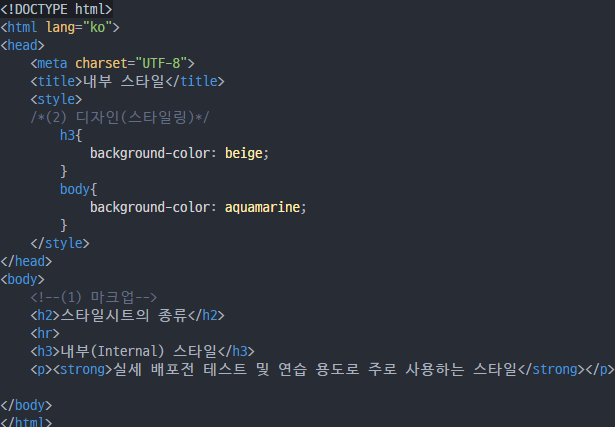 <!DOCTYPE html>
<html lang="ko">
<head>
    <meta charset="UTF-8">
    <title>내부 스타일</title>
    <style>
    /*(2) 디자인(스타일링)*/
        h3{
            background-color: beige;
        }
        body{
            background-color: aquamarine;
        }
    </style>
</head>
<body>
    <!--(1) 마크업-->
    <h2>스타일시트의 종류</h2>
    <hr>
    <h3>내부(Internal) 스타일</h3>
    <p><strong>실세 배포전 테스트 및 연습 용도로 주로 사용하는 스타일</strong></p>
</body>
</html>